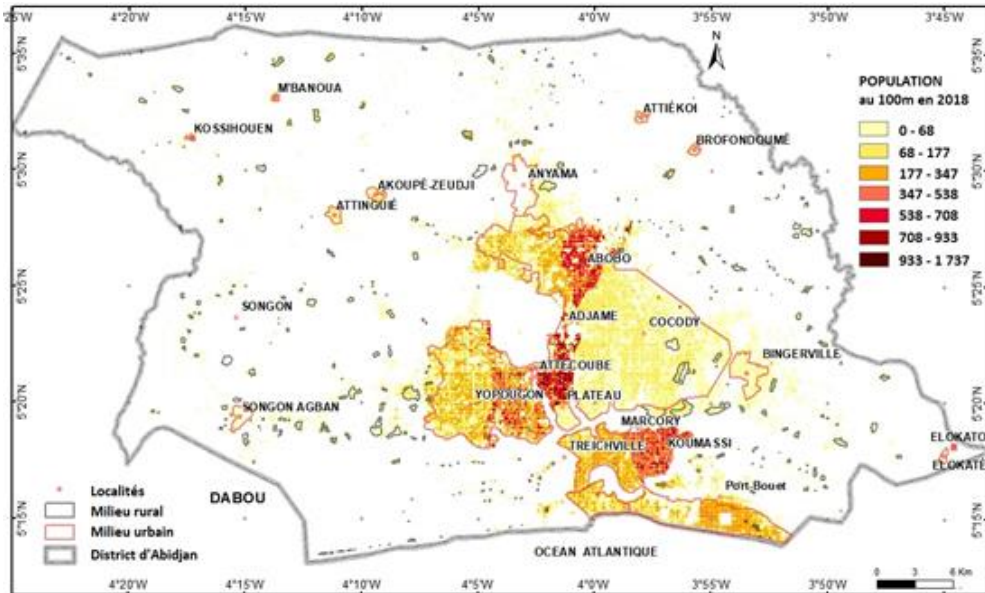 4°25'W 4°20'W 4°15'W 4°10'W 4°5'W 4°0'W 3°55'W 3°50'W 3°45'W
5°35'N
5°35'N
M'BANOUA
KOSSIHOUEN
ATTIÉKOI
BROFONDOUMÉ
5°30'N
5°30'N
ANYAMA
AKOUPÉ-ZEUDJI
ATTINGUIÉ
POPULATION
au 100m en 2018
0 - 68
68 - 177
177 - 347
347 - 538
538 - 708
708 - 933
933 - 1 737
ABOBO
5°25'N
5°25'N
SONGON
ADJAME
COCODY
BINGERVILLE
ATTECOUBE
YOPOUGON
PLATEAU
5°20'N
5°20'N
SONGON AGBAN
MARCORY
TREICHVILLE
KOUMASSI
ELOKATO
ELOKATÉ
Port-Bouet
5°15'N
5°15'N
DABOU
OCEAN ATLANTIQUE
Localités
Milieu rural
Milieu urbain
District d'Abidjan
0 3 6 Km
4°20'W 4°15'W 4°10'W 4°5'W 4°0'W 3°55'W 3°50'W 3°45'W